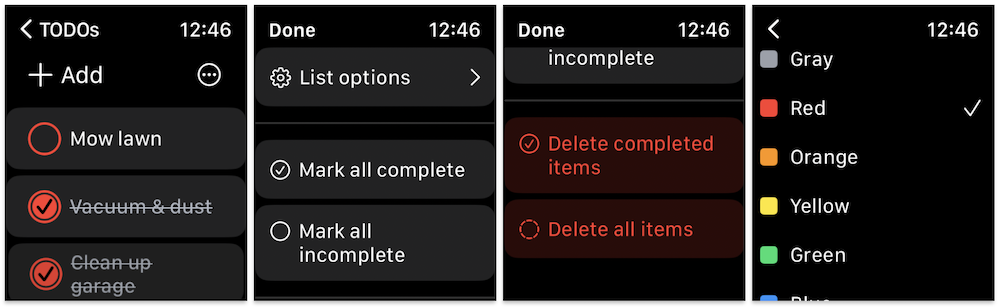 TODOs 12:46
Add
Mow lawn
Vacuum & dust
Clean up
garage
Done 12:46
List options
Mark all complete
Mark all
incomplete
Done 12:46
incomplete
Delete completed
items
Delete all items
12:46
Gray
Red
Orange
Yellow
Green
Blue